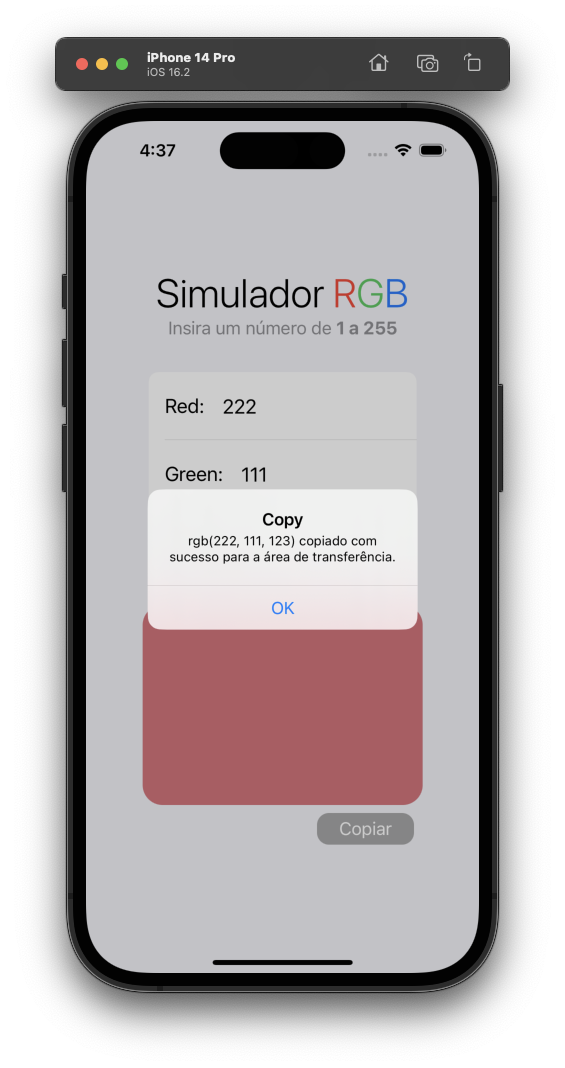 iPhone 14 Pro
iOS 16.2
4:37
Simulador RGB
Insira um número de 1 a 255
Red: 222
Green: 111
Copy
rgb(222, 111, 123) copiado com
sucesso para a área de transferência.
OK
Copiar